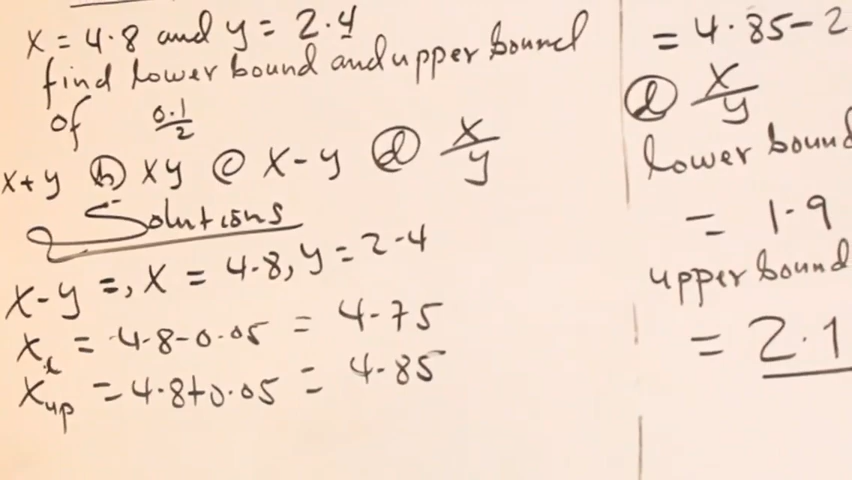 x = 4.8 and y = 2.4
find lower bound and upper bound
of 0.1/2
x+y (b) xy (c) x-y (d) x/y
Solutions
x-y =, x = 4.8, y = 2.4
x_L = 4.8-0.05 = 4.75
x_up = 4.8+0.05 = 4.85
= 4.85-2
(d) x/y
lower bound
= 1.9
upper bound
= 2.1